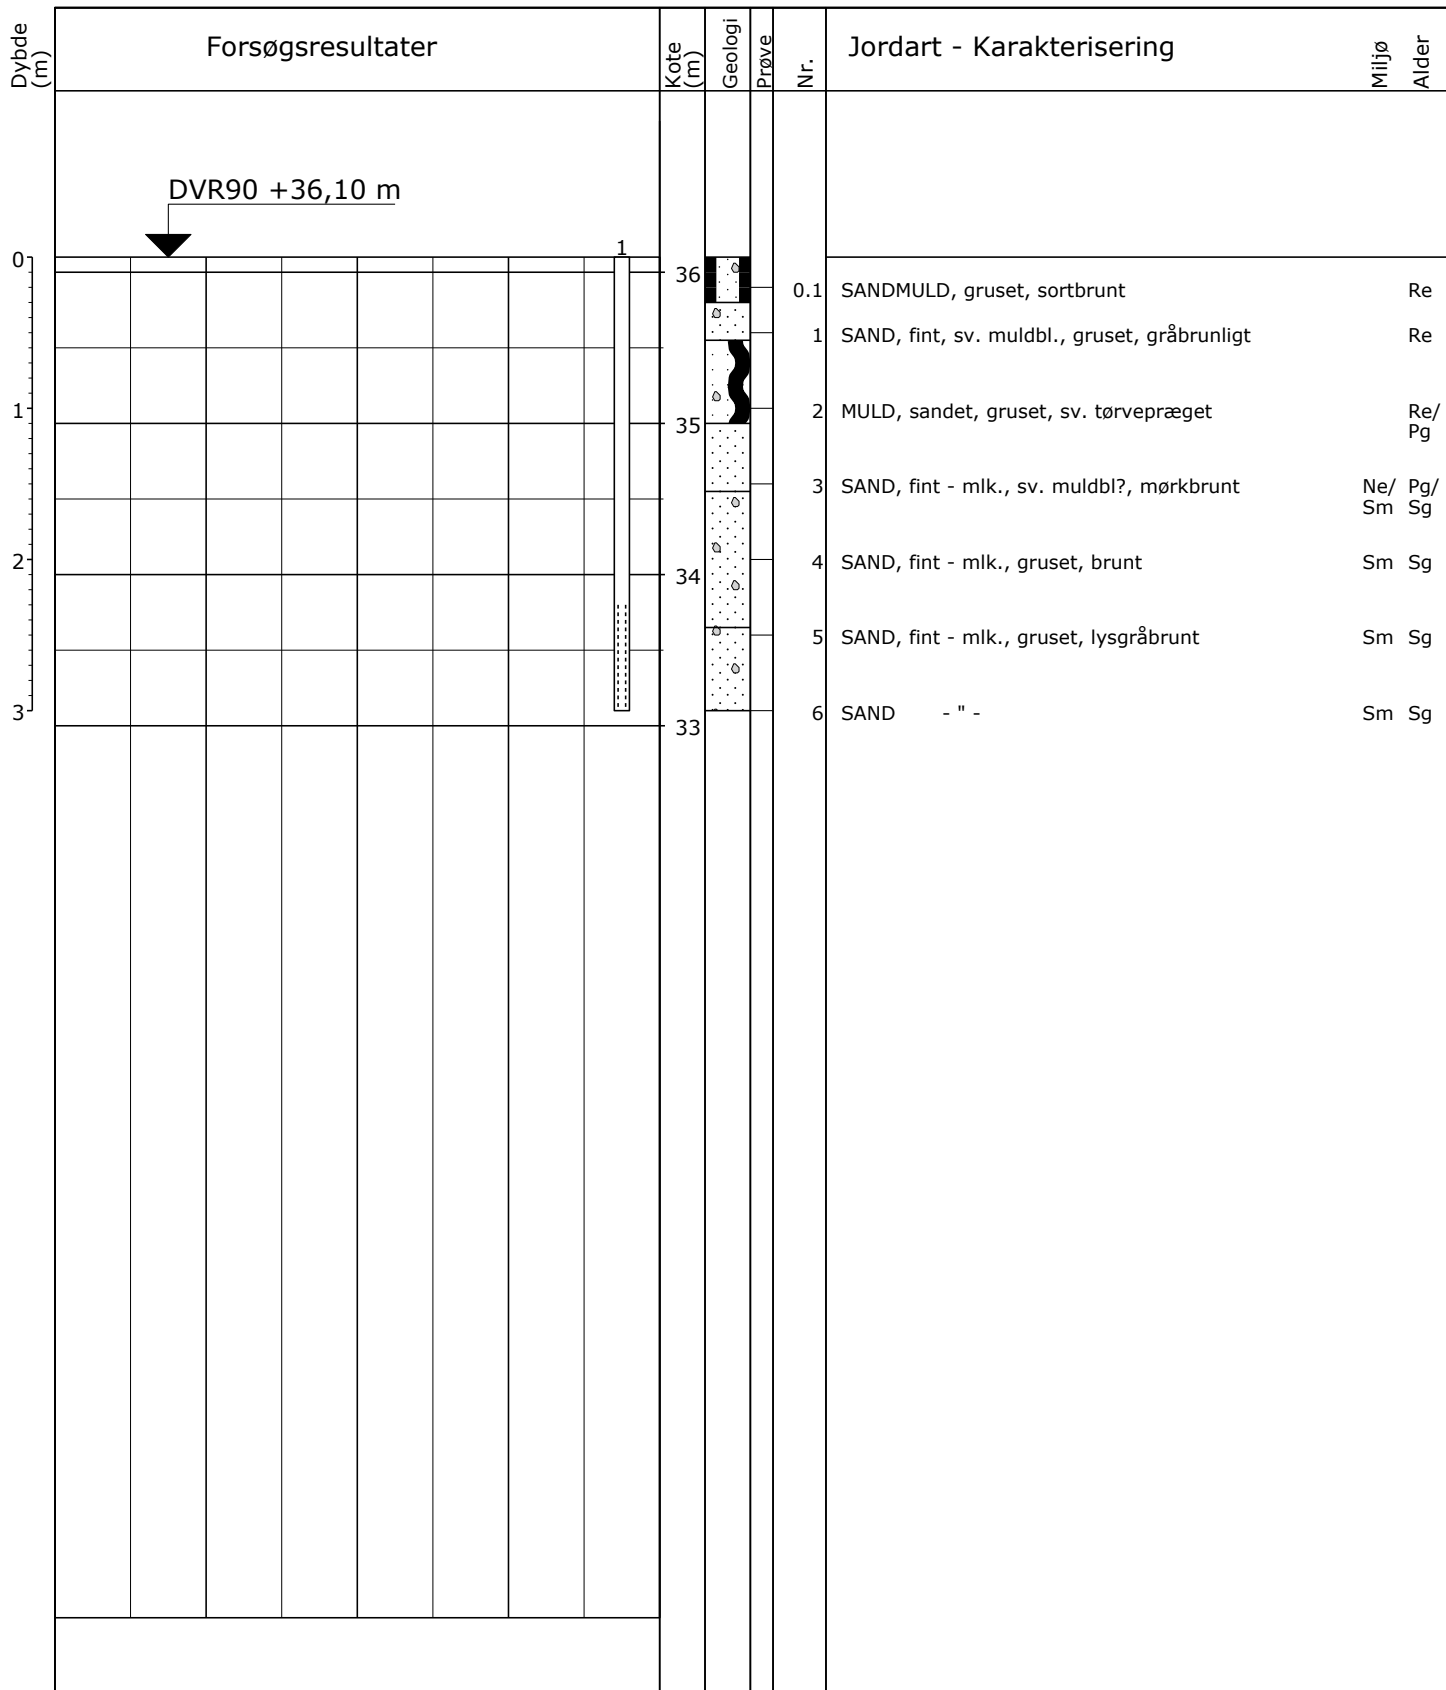 Dybde (m)
Forsøgsresultater
Kote (m)
Geologi
Prøve
Nr.
Jordart - Karakterisering
Miljø
Alder
DVR90 +36,10 m
1
0
36
0.1 SANDMULD, gruset, sortbrunt Re
1 SAND, fint, sv. muldbl., gruset, gråbrunligt Re
1
35
2 MULD, sandet, gruset, sv. tørvepræget Re/
Pg
3 SAND, fint - mlk., sv. muldbl?, mørkbrunt Ne/ Pg/
Sm Sg
2
34
4 SAND, fint - mlk., gruset, brunt Sm Sg
5 SAND, fint - mlk., gruset, lysgråbrunt Sm Sg
3
33
6 SAND - " - Sm Sg